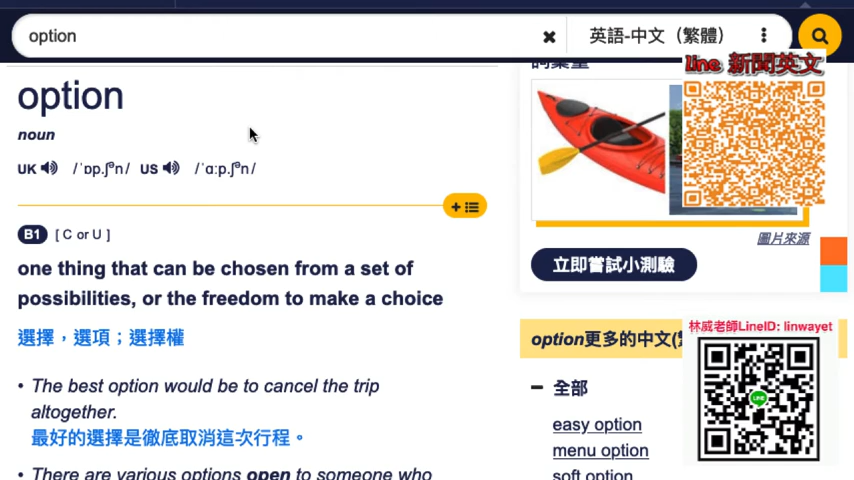 option
英語-中文（繁體）
line 新聞英文
option
noun
UK /ˈɒp.ʃən/ US /ˈɑːp.ʃən/
B1 [ C or U ]
one thing that can be chosen from a set of
possibilities, or the freedom to make a choice
選擇，選項；選擇權
• The best option would be to cancel the trip
altogether.
最好的選擇是徹底取消這次行程。
• There are various options open to someone who
圖片來源
立即嘗試小測驗
林威老師LineID: linwayet
option更多的中文(
LINE
全部
easy option
menu option
soft option